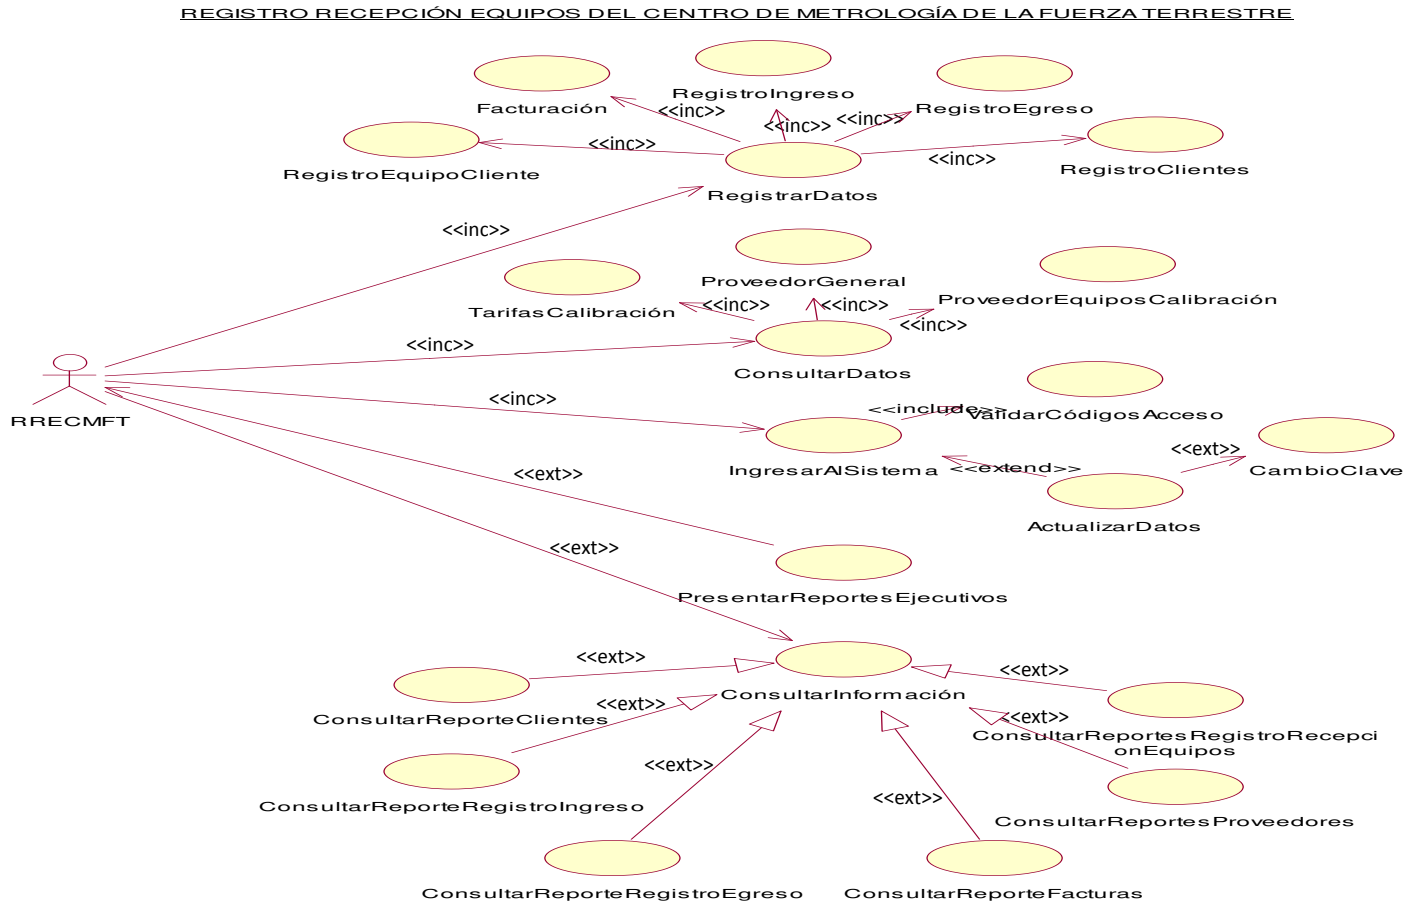 REGISTRO RECEPCIÓN EQUIPOS DEL CENTRO DE METROLOGÍA DE LA FUERZA TERRESTRE
RegistroIngreso
Facturación
RegistroEgreso
<<inc>>
<<inc>>
<<inc>>
<<inc>>
<<inc>>
RegistroEquipoCliente
RegistroClientes
RegistrarDatos
<<inc>>
ProveedorGeneral
ProveedorEquiposCalibración
TarifasCalibración
<<inc>>
<<inc>>
<<inc>>
<<inc>>
ConsultarDatos
<<inc>>
<<include>>
ValidarCódigosAcceso
RRECMFT
<<ext>>
IngresarAlSistema
<<extend>>
CambioClave
<<ext>>
ActualizarDatos
<<ext>>
PresentarReportesEjecutivos
<<ext>>
<<ext>>
ConsultarInformación
<<ext>>
<<ext>>
ConsultarReporteClientes
ConsultarReportesRegistroRecepci
onEquipos
<<ext>>
<<ext>>
ConsultarReporteRegistroIngreso
ConsultarReportesProveedores
ConsultarReporteRegistroEgreso
ConsultarReporteFacturas